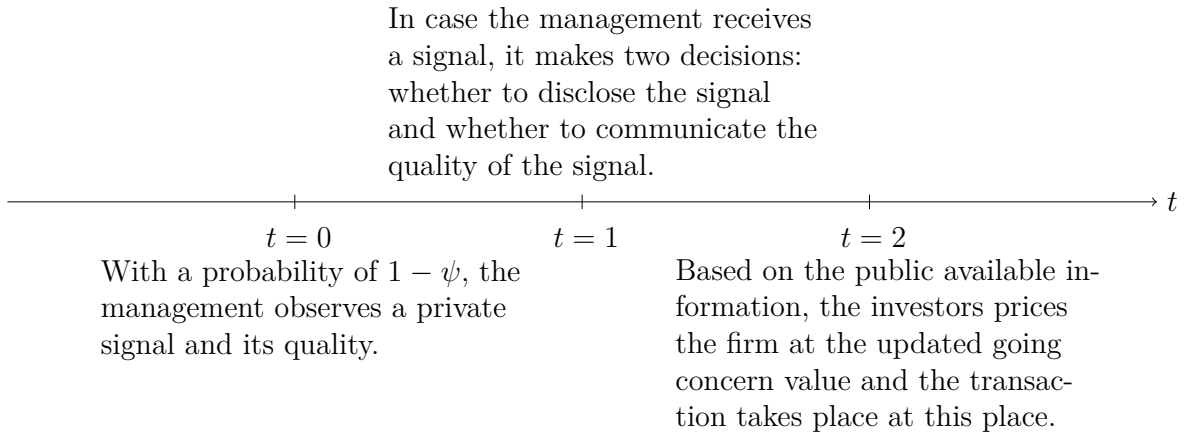 In case the management receives
a signal, it makes two decisions:
whether to disclose the signal
and whether to communicate the
quality of the signal.
t
t = 0
t = 1
t = 2
With a probability of 1 − ψ, the
management observes a private
signal and its quality.
Based on the public available in-
formation, the investors prices
the firm at the updated going
concern value and the transac-
tion takes place at this place.